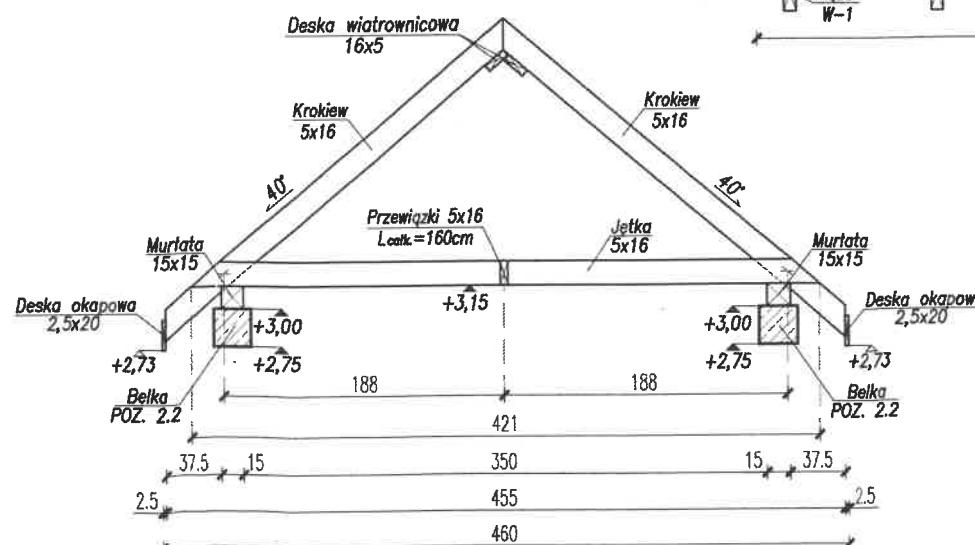 W-1
Deska wiatrownicowa
16x5
Krokiew
5x16
Krokiew
5x16
40°
40°
Przewiązki 5x16
Lcałk.=160cm
Jętka
5x16
Murłata
15x15
Murłata
15x15
Deska okapowa
2,5x20
Deska okapow
2,5x20
+3,15
+3,00
+3,00
+2,73
+2,75
+2,75
+2,73
Belka
POZ. 2.2
Belka
POZ. 2.2
188
188
421
37.5
15
350
15
37.5
2.5
455
2.5
460